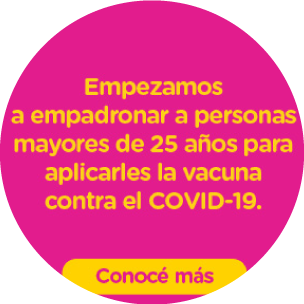 Empezamos
a empadronar a personas
mayores de 25 años para
aplicarles la vacuna
contra el COVID-19.
Conocé más